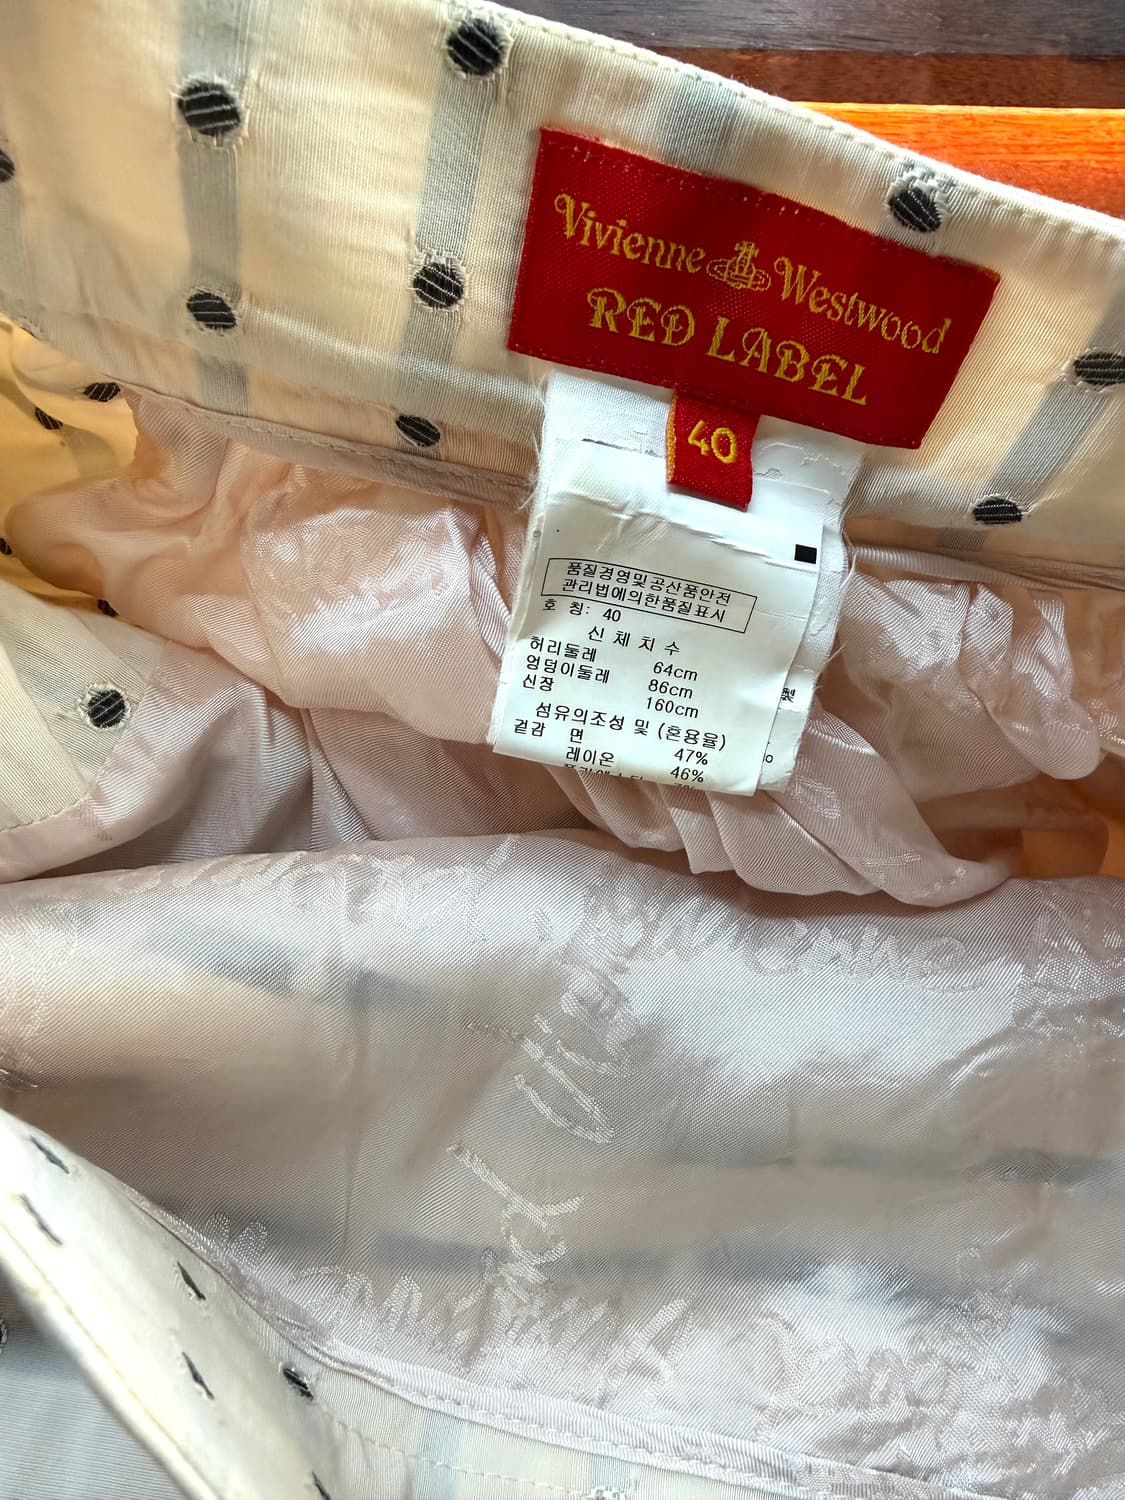 Vivienne Westwood
RED LABEL
40
품질경영및공산품안전
관리법에의한품질표시
호 칭: 40
신 체 치 수
허리둘레 64cm
엉덩이둘레 86cm
신장 160cm
섬유의조성 및 (혼용율)
겉감 면 47%
레이온 46%
製